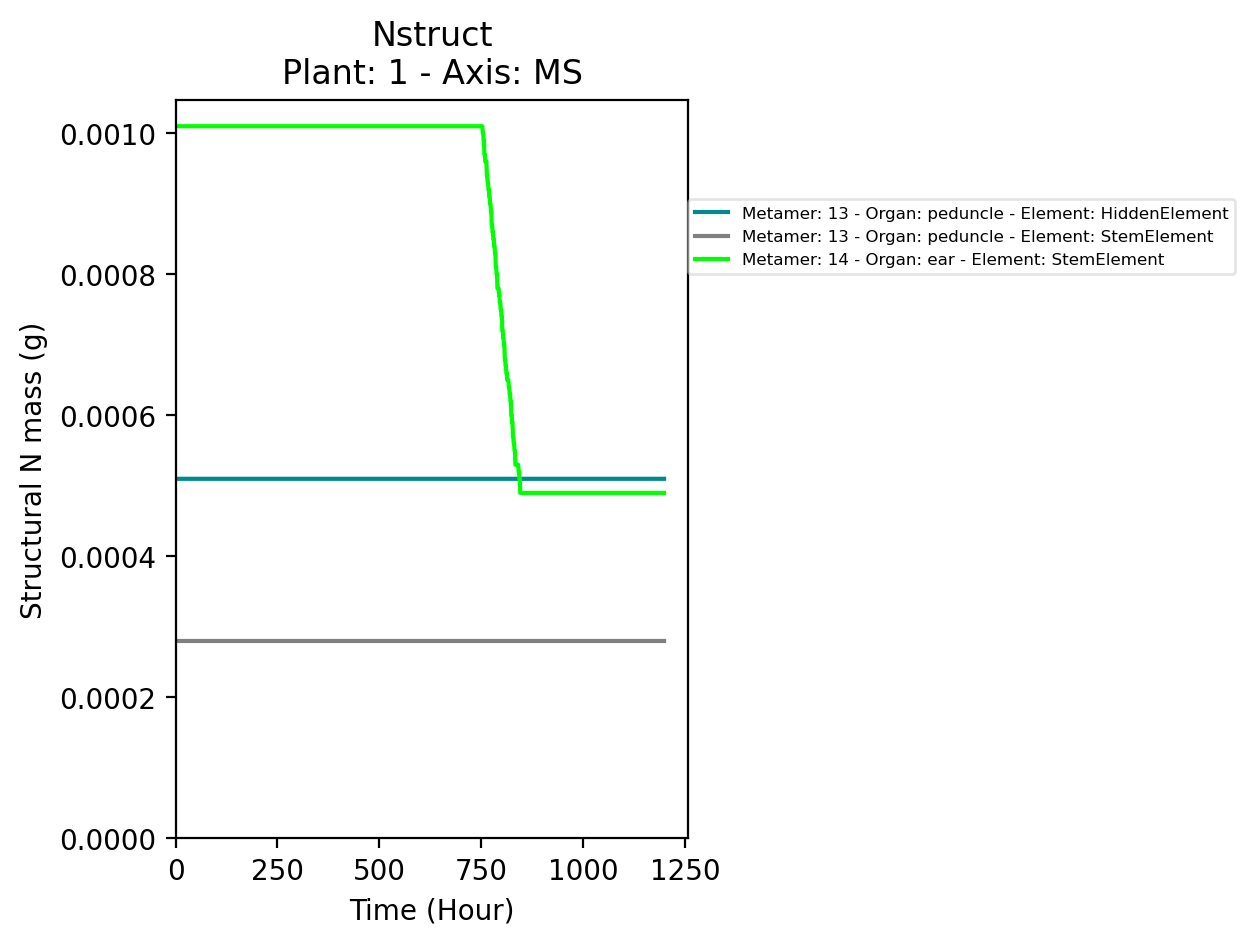 Nstruct
Plant: 1 - Axis: MS
0.0010
0.0008
0.0006
0.0004
0.0002
0.0000
Structural N mass (g)
Metamer: 13 - Organ: peduncle - Element: HiddenElement
Metamer: 13 - Organ: peduncle - Element: StemElement
Metamer: 14 - Organ: ear - Element: StemElement
0 250 500 750 1000 1250
Time (Hour)